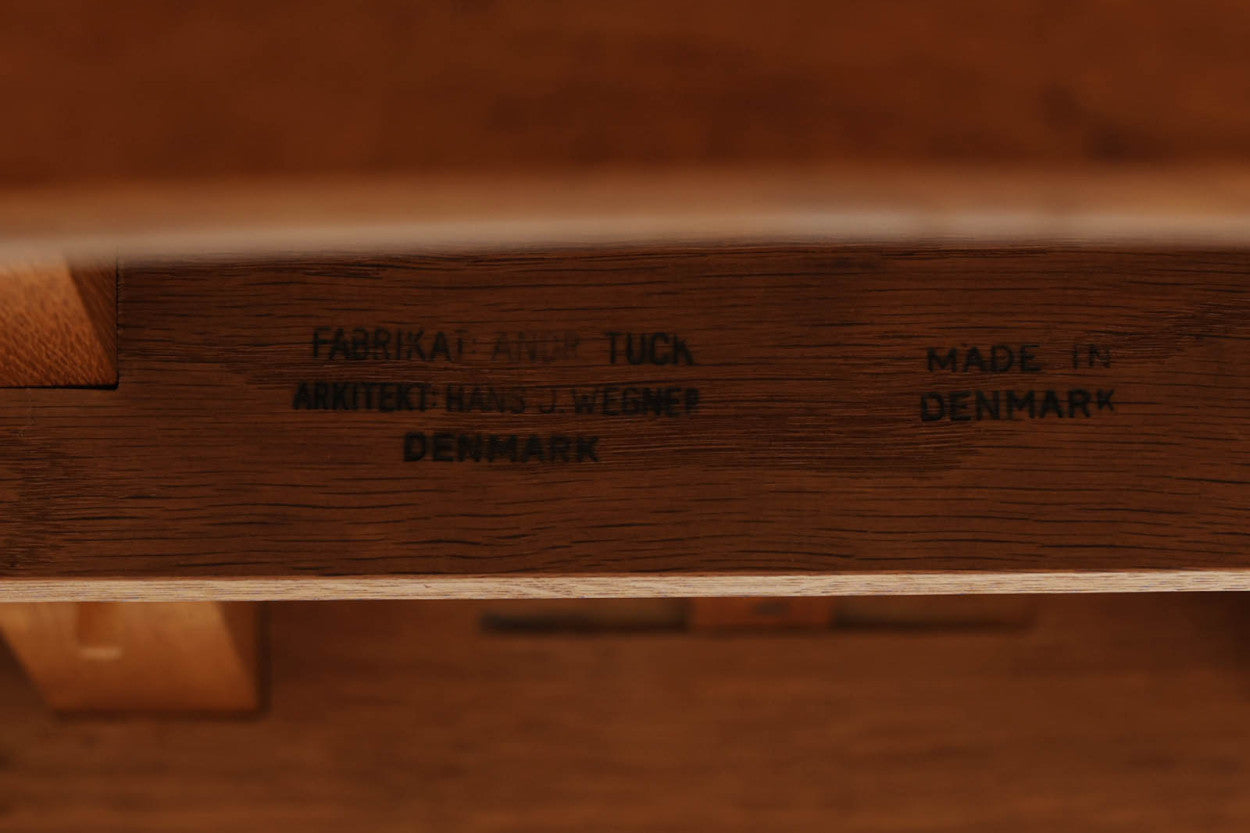 FABRIKAT: ANDR TUCK
ARKITEKT: HANS J. WEGNER
DENMARK
MADE IN
DENMARK